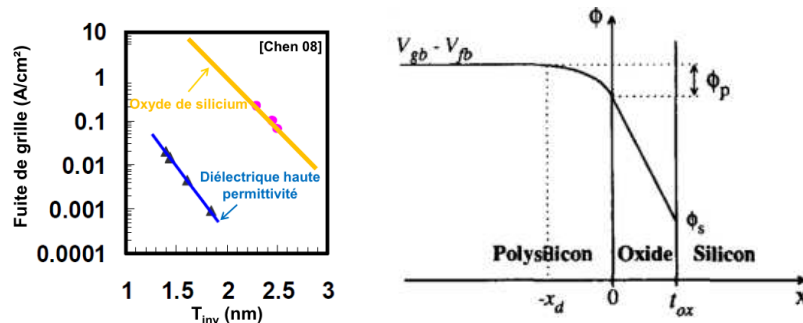 Fuite de grille (A/cm²)
10
1
0.1
0.01
0.001
0.0001
[Chen 08]
Oxyde de silicium
Diélectrique haute
permittivité
1 1.5 2 2.5 3
T_inv (nm)
ϕ
V_gb - V_fb
ϕ_p
ϕ_s
Polysilicon Oxide Silicon
-x_d 0 t_ox x